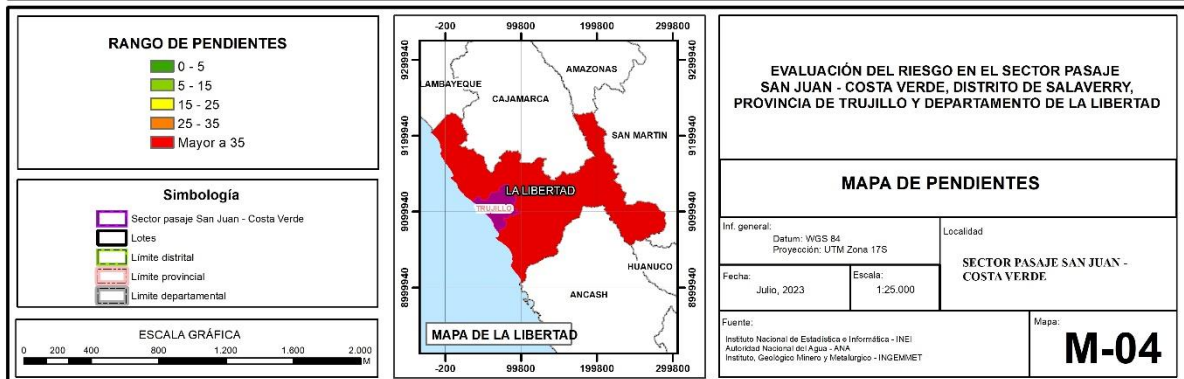 RANGO DE PENDIENTES
0 - 5
5 - 15
15 - 25
25 - 35
Mayor a 35
Simbología
Sector pasaje San Juan - Costa Verde
Lotes
Límite distrital
Límite provincial
Limite departamental
ESCALA GRÁFICA
0 200 400 800 1.200 1.600 2.000
M
-200 99800 199800 299800
9299940 9299940
9199940 9199940
9099940 9099940
8999940 8999940
AMAZONAS
LAMBAYEQUE
CAJAMARCA
SAN MARTIN
LA LIBERTAD
TRUJILLO
HUANUCO
ANCASH
MAPA DE LA LIBERTAD
-200 99800 199800 299800
EVALUACIÓN DEL RIESGO EN EL SECTOR PASAJE
SAN JUAN - COSTA VERDE, DISTRITO DE SALAVERRY,
PROVINCIA DE TRUJILLO Y DEPARTAMENTO DE LA LIBERTAD
MAPA DE PENDIENTES
Inf. general:
Datum: WGS 84
Proyección: UTM Zona 17S
Localidad
SECTOR PASAJE SAN JUAN -
COSTA VERDE
Fecha:
Julio, 2023
Escala:
1:25.000
Fuente:
Instituto Nacional de Estadística e Informática - INEI
Autoridad Nacional del Agua - ANA
Instituto, Geológico Minero y Metalurgico - INGEMMET
Mapa:
M-04